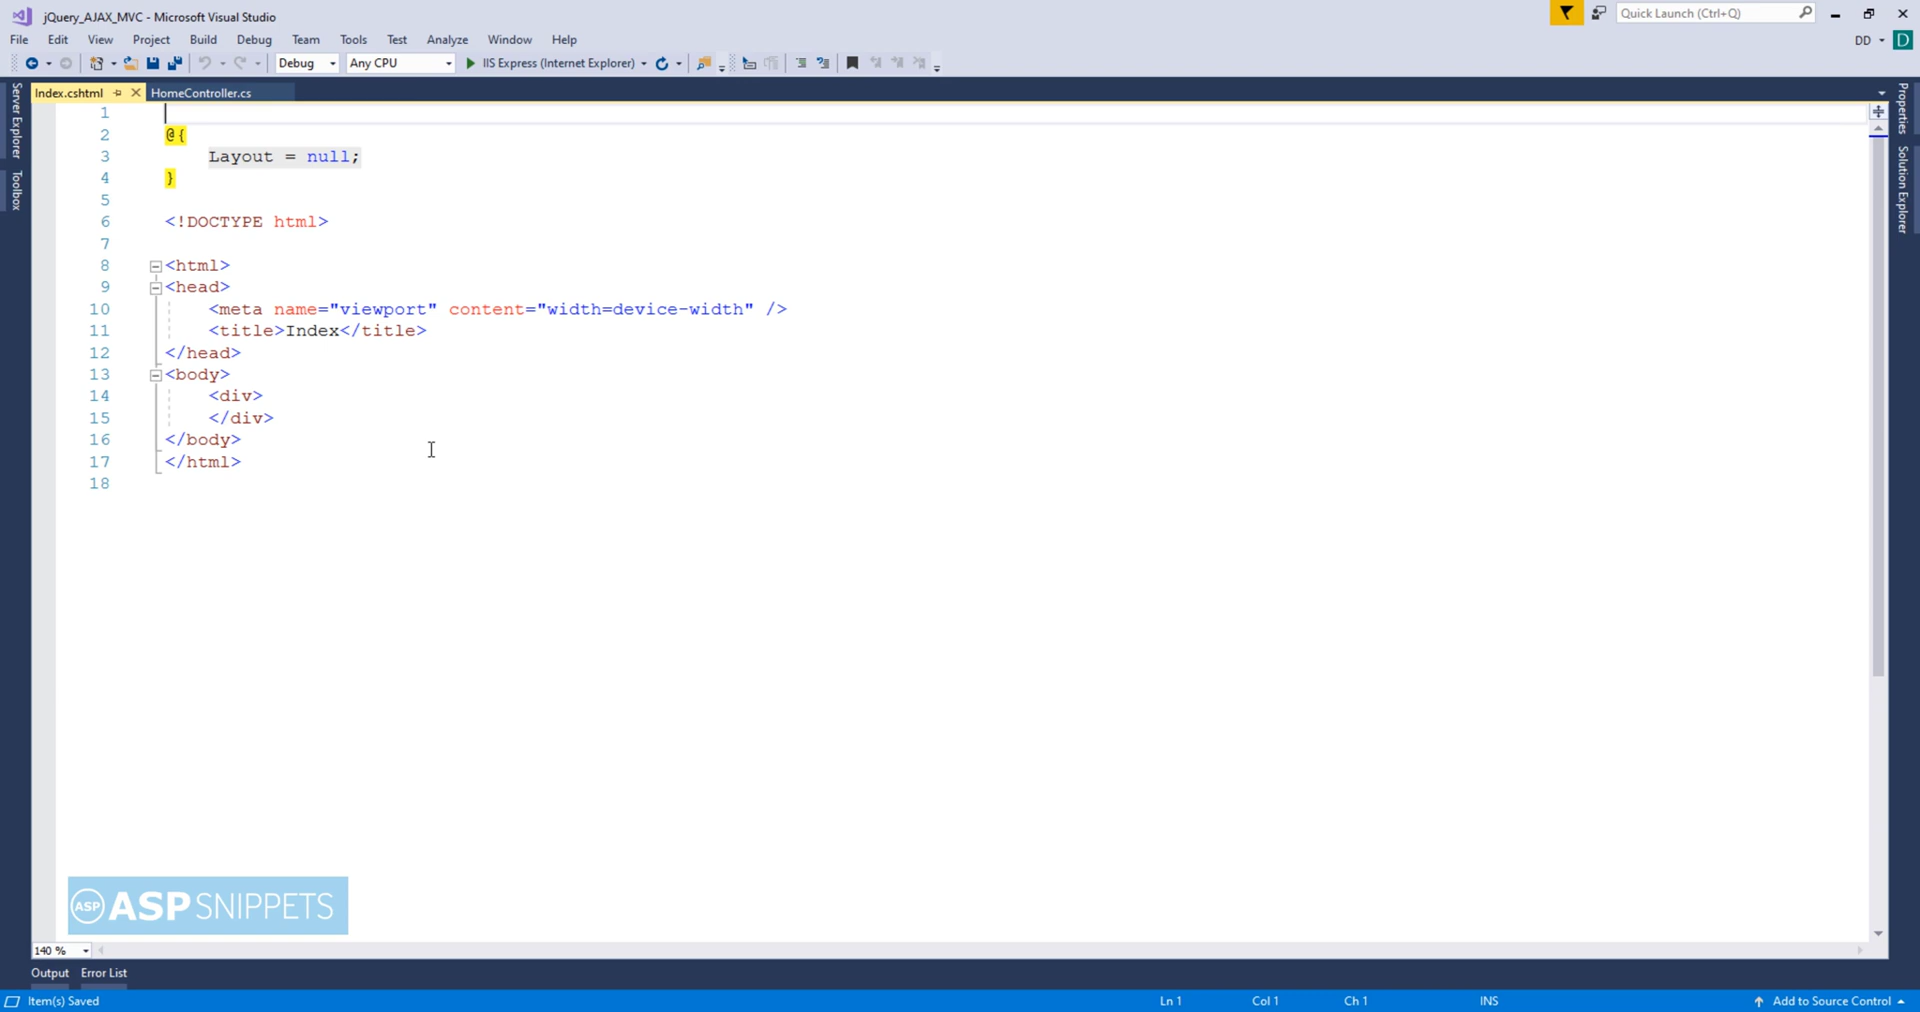 jQuery_AJAX_MVC - Microsoft Visual Studio
Quick Launch (Ctrl+Q)
File Edit View Project Build Debug Team Tools Test Analyze Window Help
DD D
Debug Any CPU IIS Express (Internet Explorer)
Index.cshtml HomeController.cs
Server Explorer
Toolbox
Properties
Solution Explorer
1
2 @{
3 Layout = null;
4 }
5
6 <!DOCTYPE html>
7
8 <html>
9 <head>
10 <meta name="viewport" content="width=device-width" />
11 <title>Index</title>
12 </head>
13 <body>
14 <div>
15 </div>
16 </body>
17 </html>
18
ASP ASPSNIPPETS
140 %
Output Error List
Item(s) Saved Ln 1 Col 1 Ch 1 INS Add to Source Control